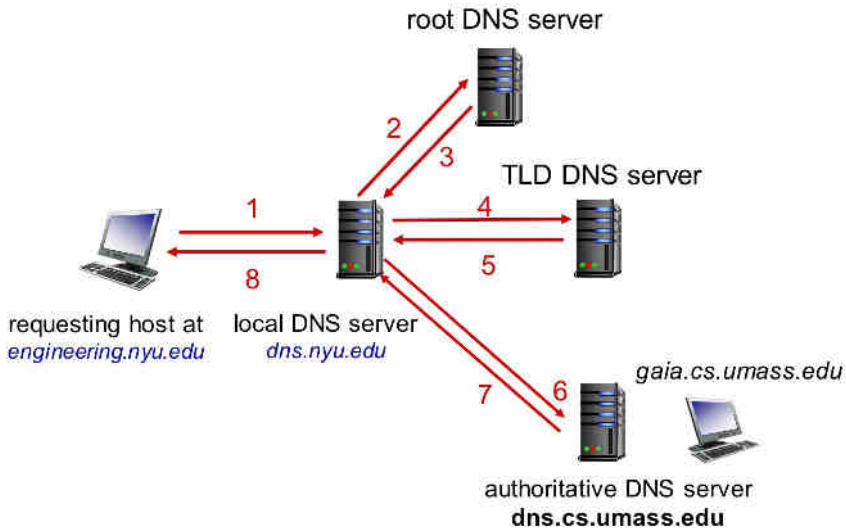 root DNS server
2
3
TLD DNS server
1
4
8
5
requesting host at
engineering.nyu.edu
local DNS server
dns.nyu.edu
7
6
gaia.cs.umass.edu
authoritative DNS server
dns.cs.umass.edu